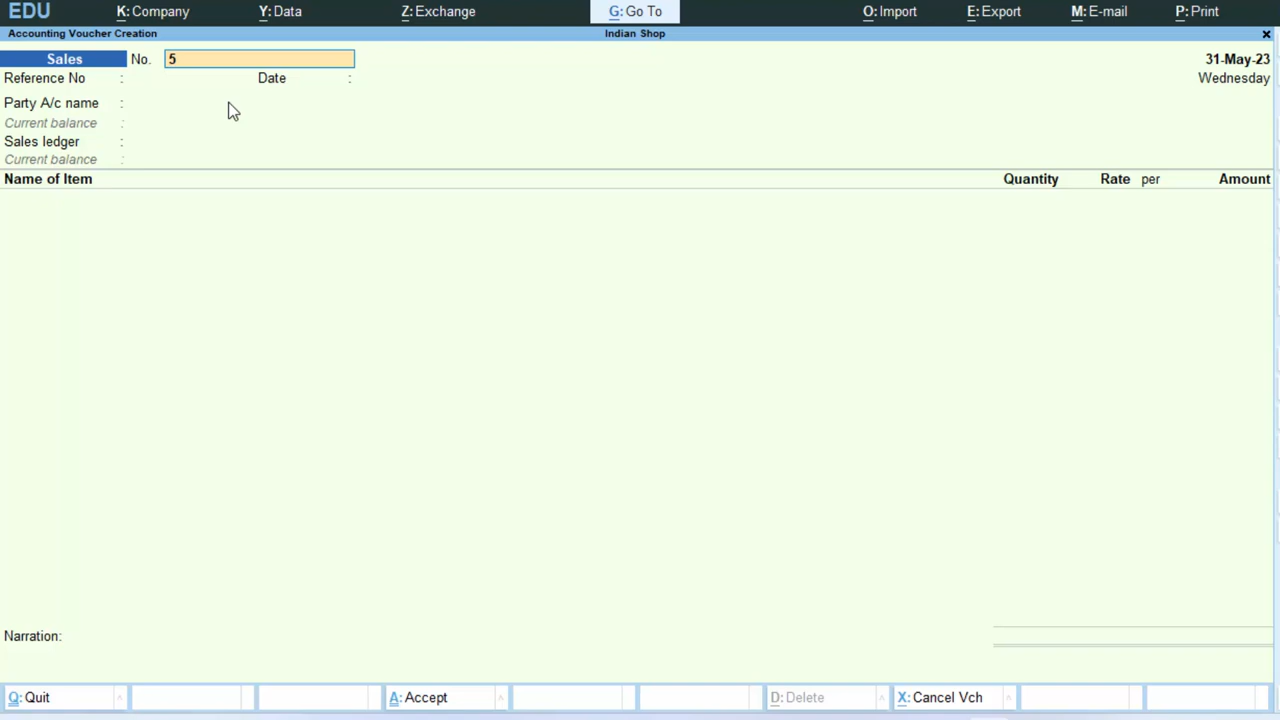 EDU K: Company Y: Data Z: Exchange G: Go To O: Import E: Export M: E-mail P: Print
Accounting Voucher Creation Indian Shop
Sales No. 5 31-May-23
Reference No : Date : Wednesday
Party A/c name :
Current balance :
Sales ledger :
Current balance :
Name of Item Quantity Rate per Amount
Narration:
Q: Quit A: Accept D: Delete X: Cancel Vch